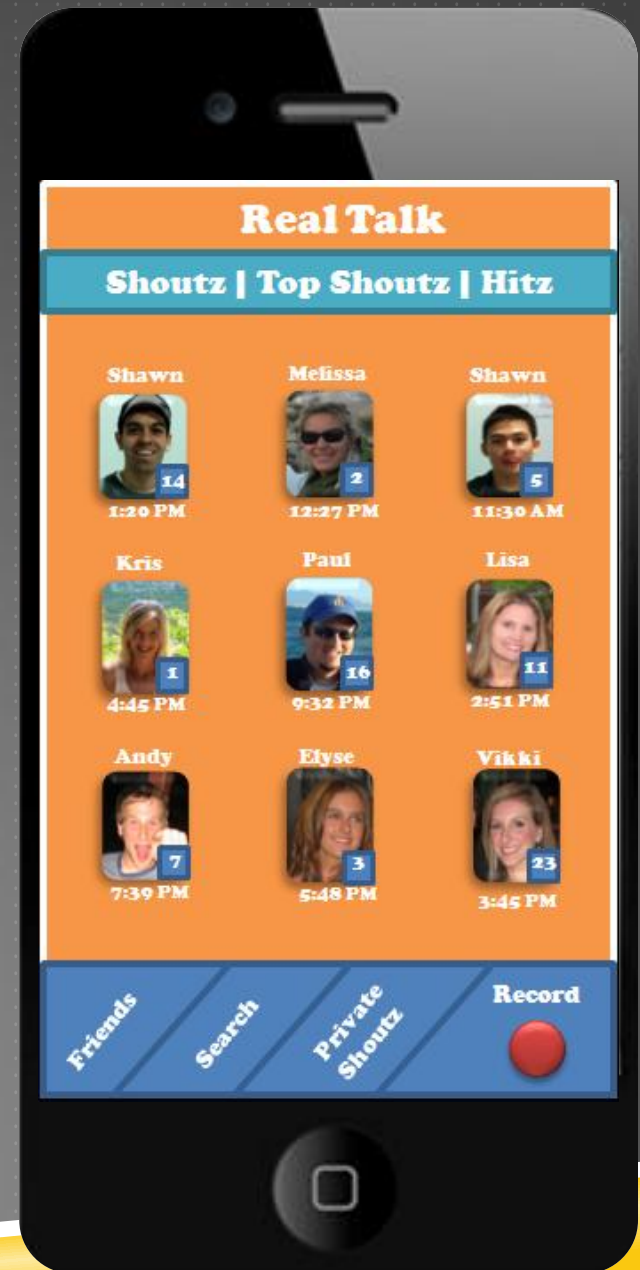 Real Talk
Shoutz | Top Shoutz | Hitz
Shawn Melissa Shawn
14 2 5
1:20 PM 12:27 PM 11:30 AM
Kris Paul Lisa
1 16 11
4:45 PM 9:32 PM 2:51 PM
Andy Elyse Vikki
7 3 23
7:39 PM 5:48 PM 3:45 PM
Friends Search Private Shoutz Record